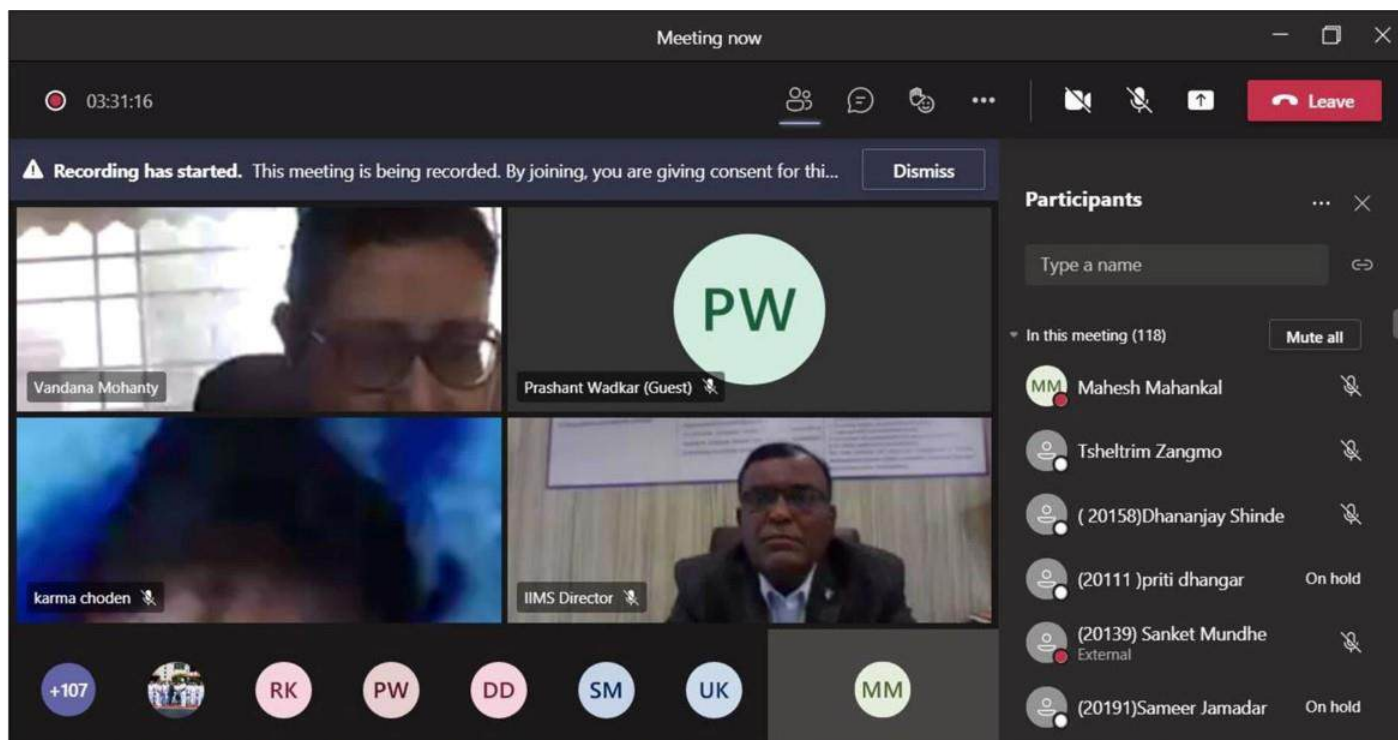 Meeting now
03:31:16
Leave
Recording has started. This meeting is being recorded. By joining, you are giving consent for thi...
Dismiss
Vandana Mohanty
PW
Prashant Wadkar (Guest)
karma choden
IIMS Director
+107
RK
PW
DD
SM
UK
MM
Participants
Type a name
In this meeting (118)
Mute all
MM Mahesh Mahankal
Tsheltrim Zangmo
( 20158)Dhananjay Shinde
(20111 )priti dhangar On hold
(20139) Sanket Mundhe
External
(20191)Sameer Jamadar On hold